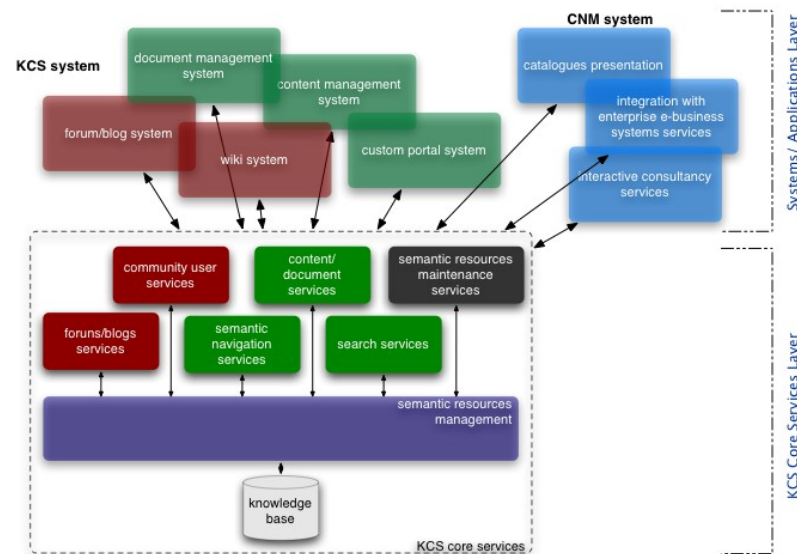 CNM system
KCS system
document management
system
content management
system
catalogues presentation
integration with
enterprise e-business
systems services
forum/blog system
wiki system
custom portal system
interactive consultancy
services
Systems/ Applications Layer
community user
services
content/
document
services
semantic resources
maintenance
services
foruns/blogs
services
semantic
navigation
services
search services
semantic resources
management
knowledge
base
KCS core services
KCS Core Services Layer